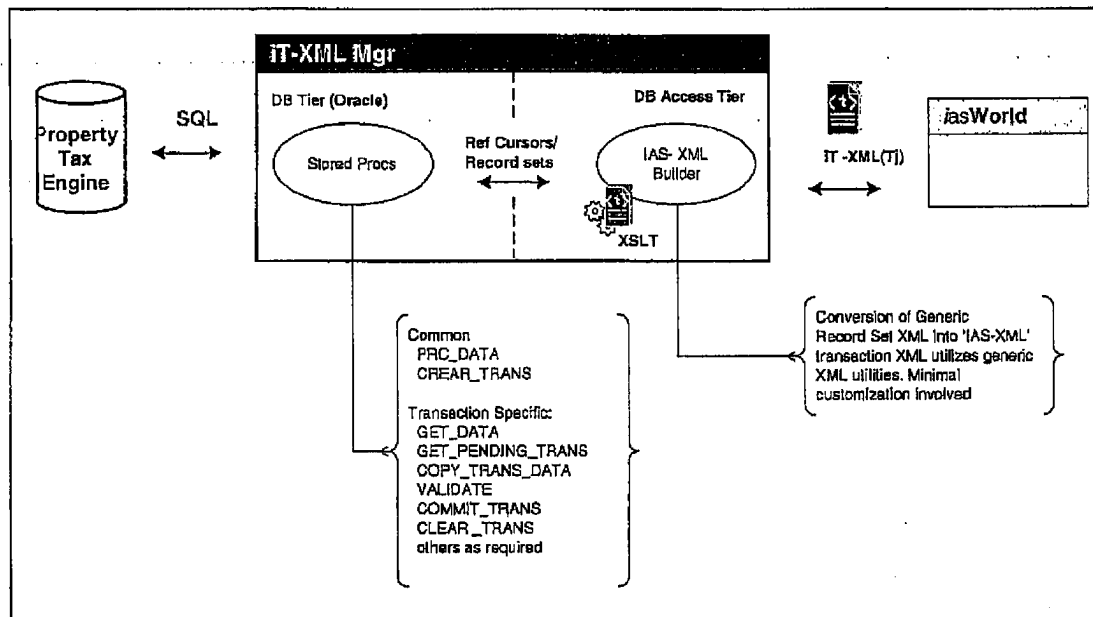 iT-XML Mgr
DB Tier (Oracle)
DB Access Tier
Property
Tax
Engine
SQL
Stored Procs
Ref Cursors/
Record sets
IAS- XML
Builder
XSLT
iT -XML(Tj)
iasWorld
Common
PRC_DATA
CREAR_TRANS
Transaction Specific:
GET_DATA
GET_PENDING_TRANS
COPY_TRANS_DATA
VALIDATE
COMMIT_TRANS
CLEAR_TRANS
others as required
Conversion of Generic
Record Set XML into 'IAS-XML'
transaction XML utilizes generic
XML utilities. Minimal
customization involved